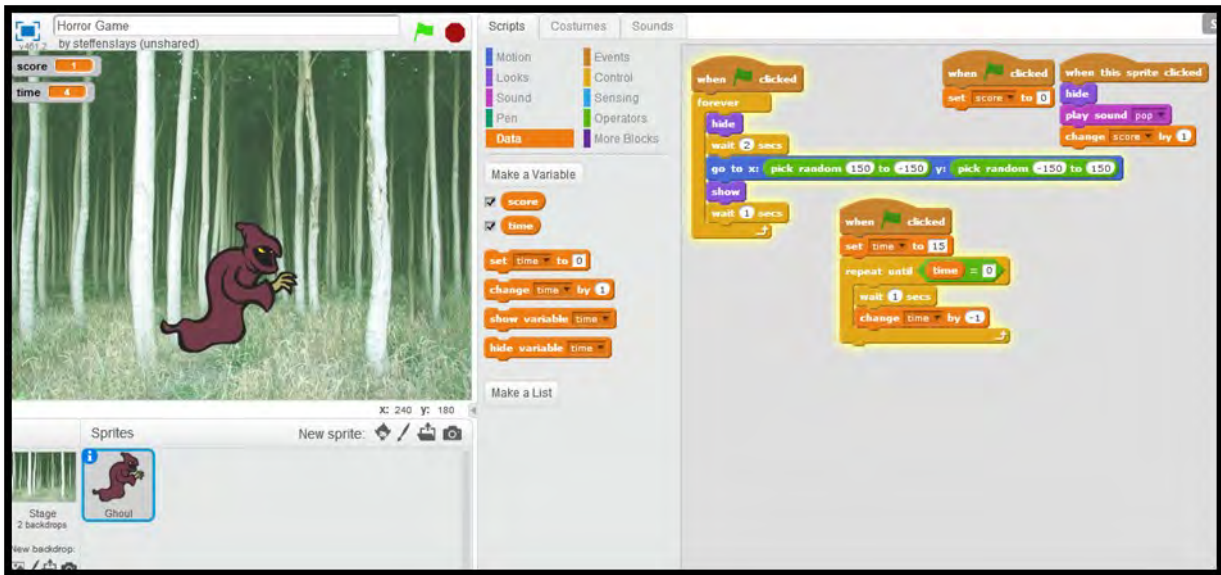 Horror Game
by steffenslays (unshared)
v461.2
score 1
time 4
X: 240 y: 180
Sprites
New sprite:
Stage
2 backdrops
New backdrop:
Ghoul
Scripts
Costumes
Sounds
Motion
Events
Looks
Control
Sound
Sensing
Pen
Operators
Data
More Blocks
Make a Variable
score
time
set time to 0
change time by 1
show variable time
hide variable time
Make a List
when clicked
forever
hide
wait 2 secs
go to x: pick random 150 to -150 y: pick random -150 to 150
show
wait 1 secs
when clicked
set score to 0
when this sprite clicked
hide
play sound pop
change score by 1
when clicked
set time to 15
repeat until time = 0
wait 1 secs
change time by -1